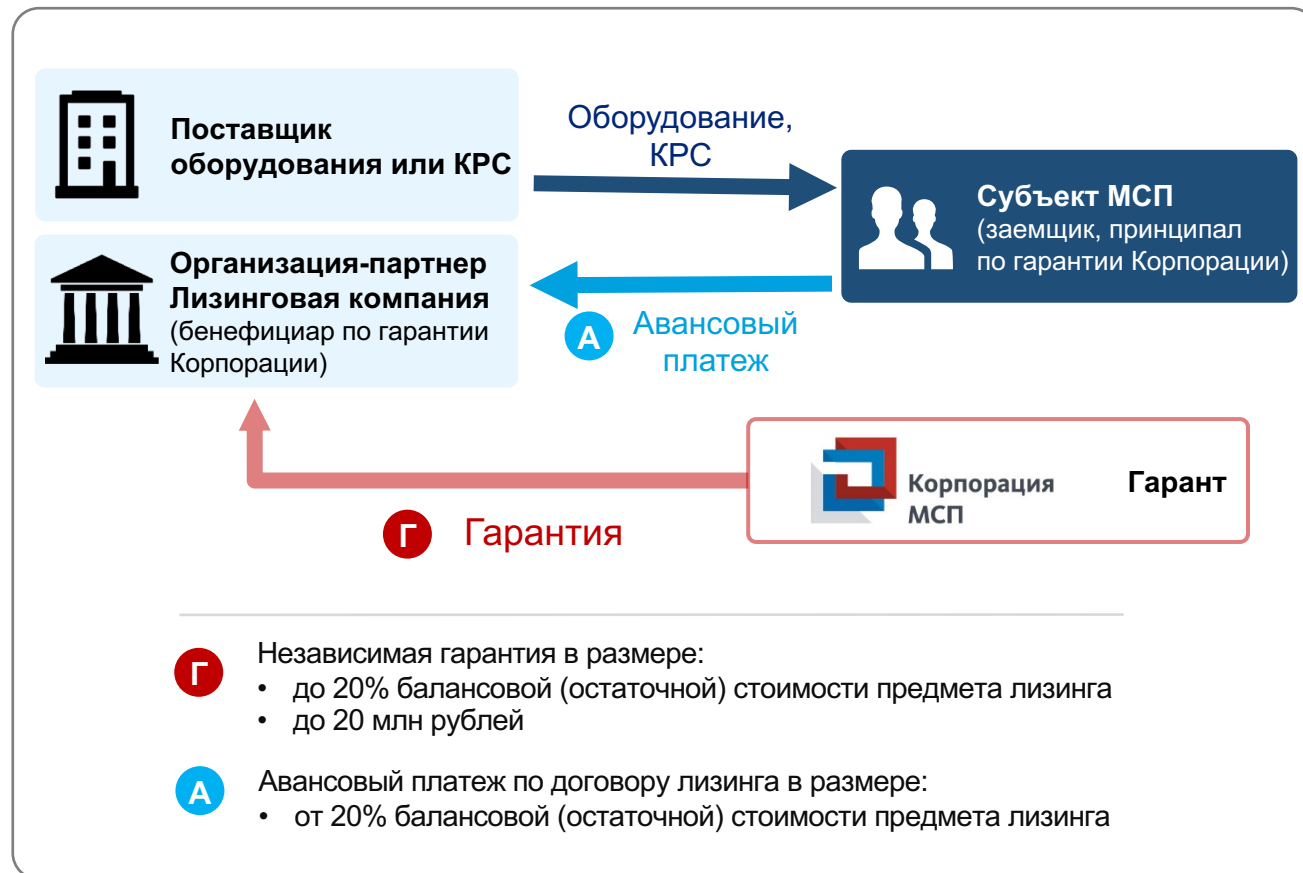 Поставщик
оборудования или КРС
Оборудование,
КРС
Субъект МСП
(заемщик, принципал
по гарантии Корпорации)
Организация-партнер
Лизинговая компания
(бенефициар по гарантии
Корпорации)
А Авансовый
платеж
Корпорация
МСП
Гарант
Г Гарантия
Г Независимая гарантия в размере:
• до 20% балансовой (остаточной) стоимости предмета лизинга
• до 20 млн рублей
А Авансовый платеж по договору лизинга в размере:
• от 20% балансовой (остаточной) стоимости предмета лизинга